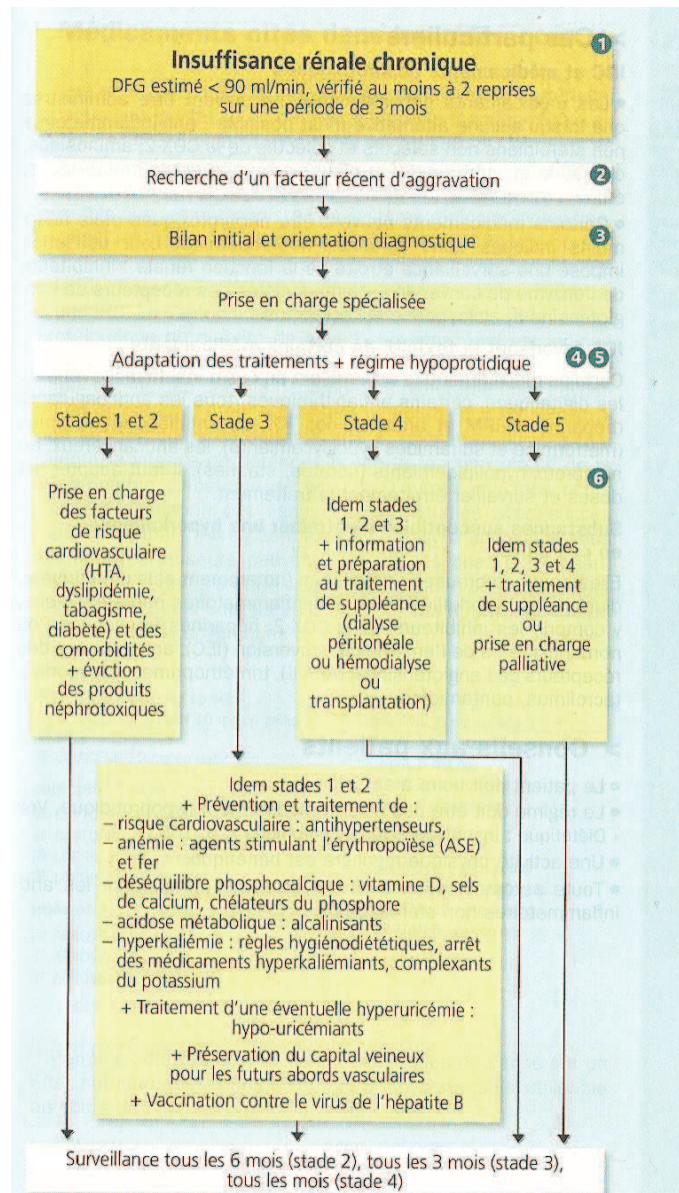 1
Insuffisance rénale chronique
DFG estimé < 90 ml/min, vérifié au moins à 2 reprises
sur une période de 3 mois
Recherche d’un facteur récent d’aggravation 2
Bilan initial et orientation diagnostique 3
Prise en charge spécialisée
Adaptation des traitements + régime hypoprotidique 4 5
Stades 1 et 2
Stade 3
Stade 4
Stade 5
Prise en charge
des facteurs
de risque
cardiovasculaire
(HTA,
dyslipidémie,
tabagisme,
diabète) et des
comorbidités
+ éviction
des produits
néphrotoxiques
Idem stades
1, 2 et 3
+ information
et préparation
au traitement
de suppléance
(dialyse
péritonéale
ou hémodialyse
ou
transplantation)
6
Idem stades
1, 2, 3 et 4
+ traitement
de suppléance
ou
prise en charge
palliative
Idem stades 1 et 2
+ Prévention et traitement de :
– risque cardiovasculaire : antihypertenseurs,
– anémie : agents stimulant l’érythropoïèse (ASE)
et fer
– déséquilibre phosphocalcique : vitamine D, sels
de calcium, chélateurs du phosphore
– acidose métabolique : alcalinisants
– hyperkaliémie : règles hygiénodiététiques, arrêt
des médicaments hyperkaliémiants, complexants
du potassium
+ Traitement d’une éventuelle hyperuricémie :
hypo-uricémiants
+ Préservation du capital veineux
pour les futurs abords vasculaires
+ Vaccination contre le virus de l’hépatite B
Surveillance tous les 6 mois (stade 2), tous les 3 mois (stade 3),
tous les mois (stade 4)